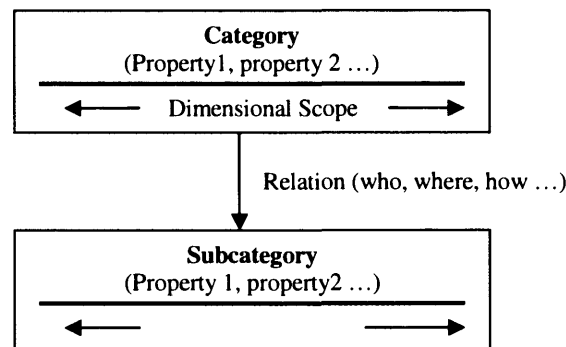 Category
(Property1, property 2 ...)
Dimensional Scope
Relation (who, where, how ...)
Subcategory
(Property 1, property2 ...)